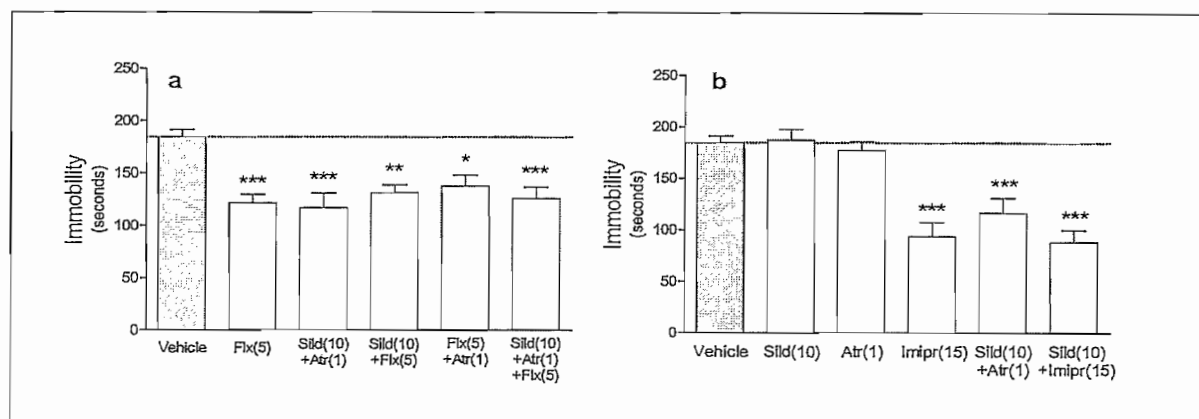 a
250
200
150
100
50
0
Immobility
(seconds)
***
***
**
*
***
Vehicle
Flx(5)
Sild(10)
+Atr(1)
Sild(10)
+Flx(5)
Flx(5)
+Atr(1)
Sild(10)
+Atr(1)
+Flx(5)
b
250
200
150
100
50
0
Immobility
(seconds)
***
***
***
Vehicle
Sild(10)
Atr(1)
Imipr(15)
Sild(10)
+Atr(1)
Sild(10)
+Imipr(15)